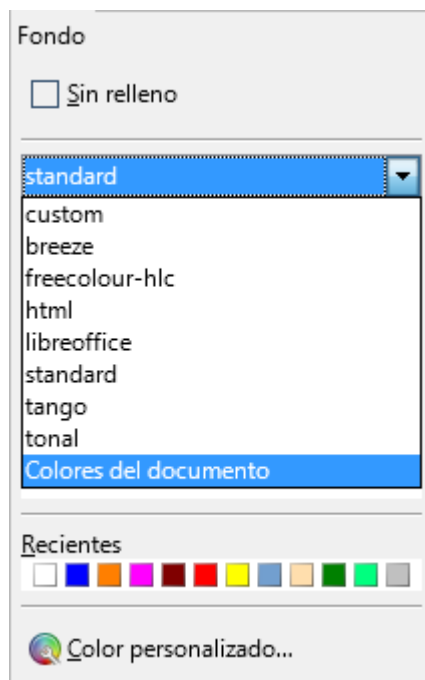 Fondo
Sin relleno
standard
custom
breeze
freecolour-hlc
html
libreoffice
standard
tango
tonal
Colores del documento
Recientes
Color personalizado...